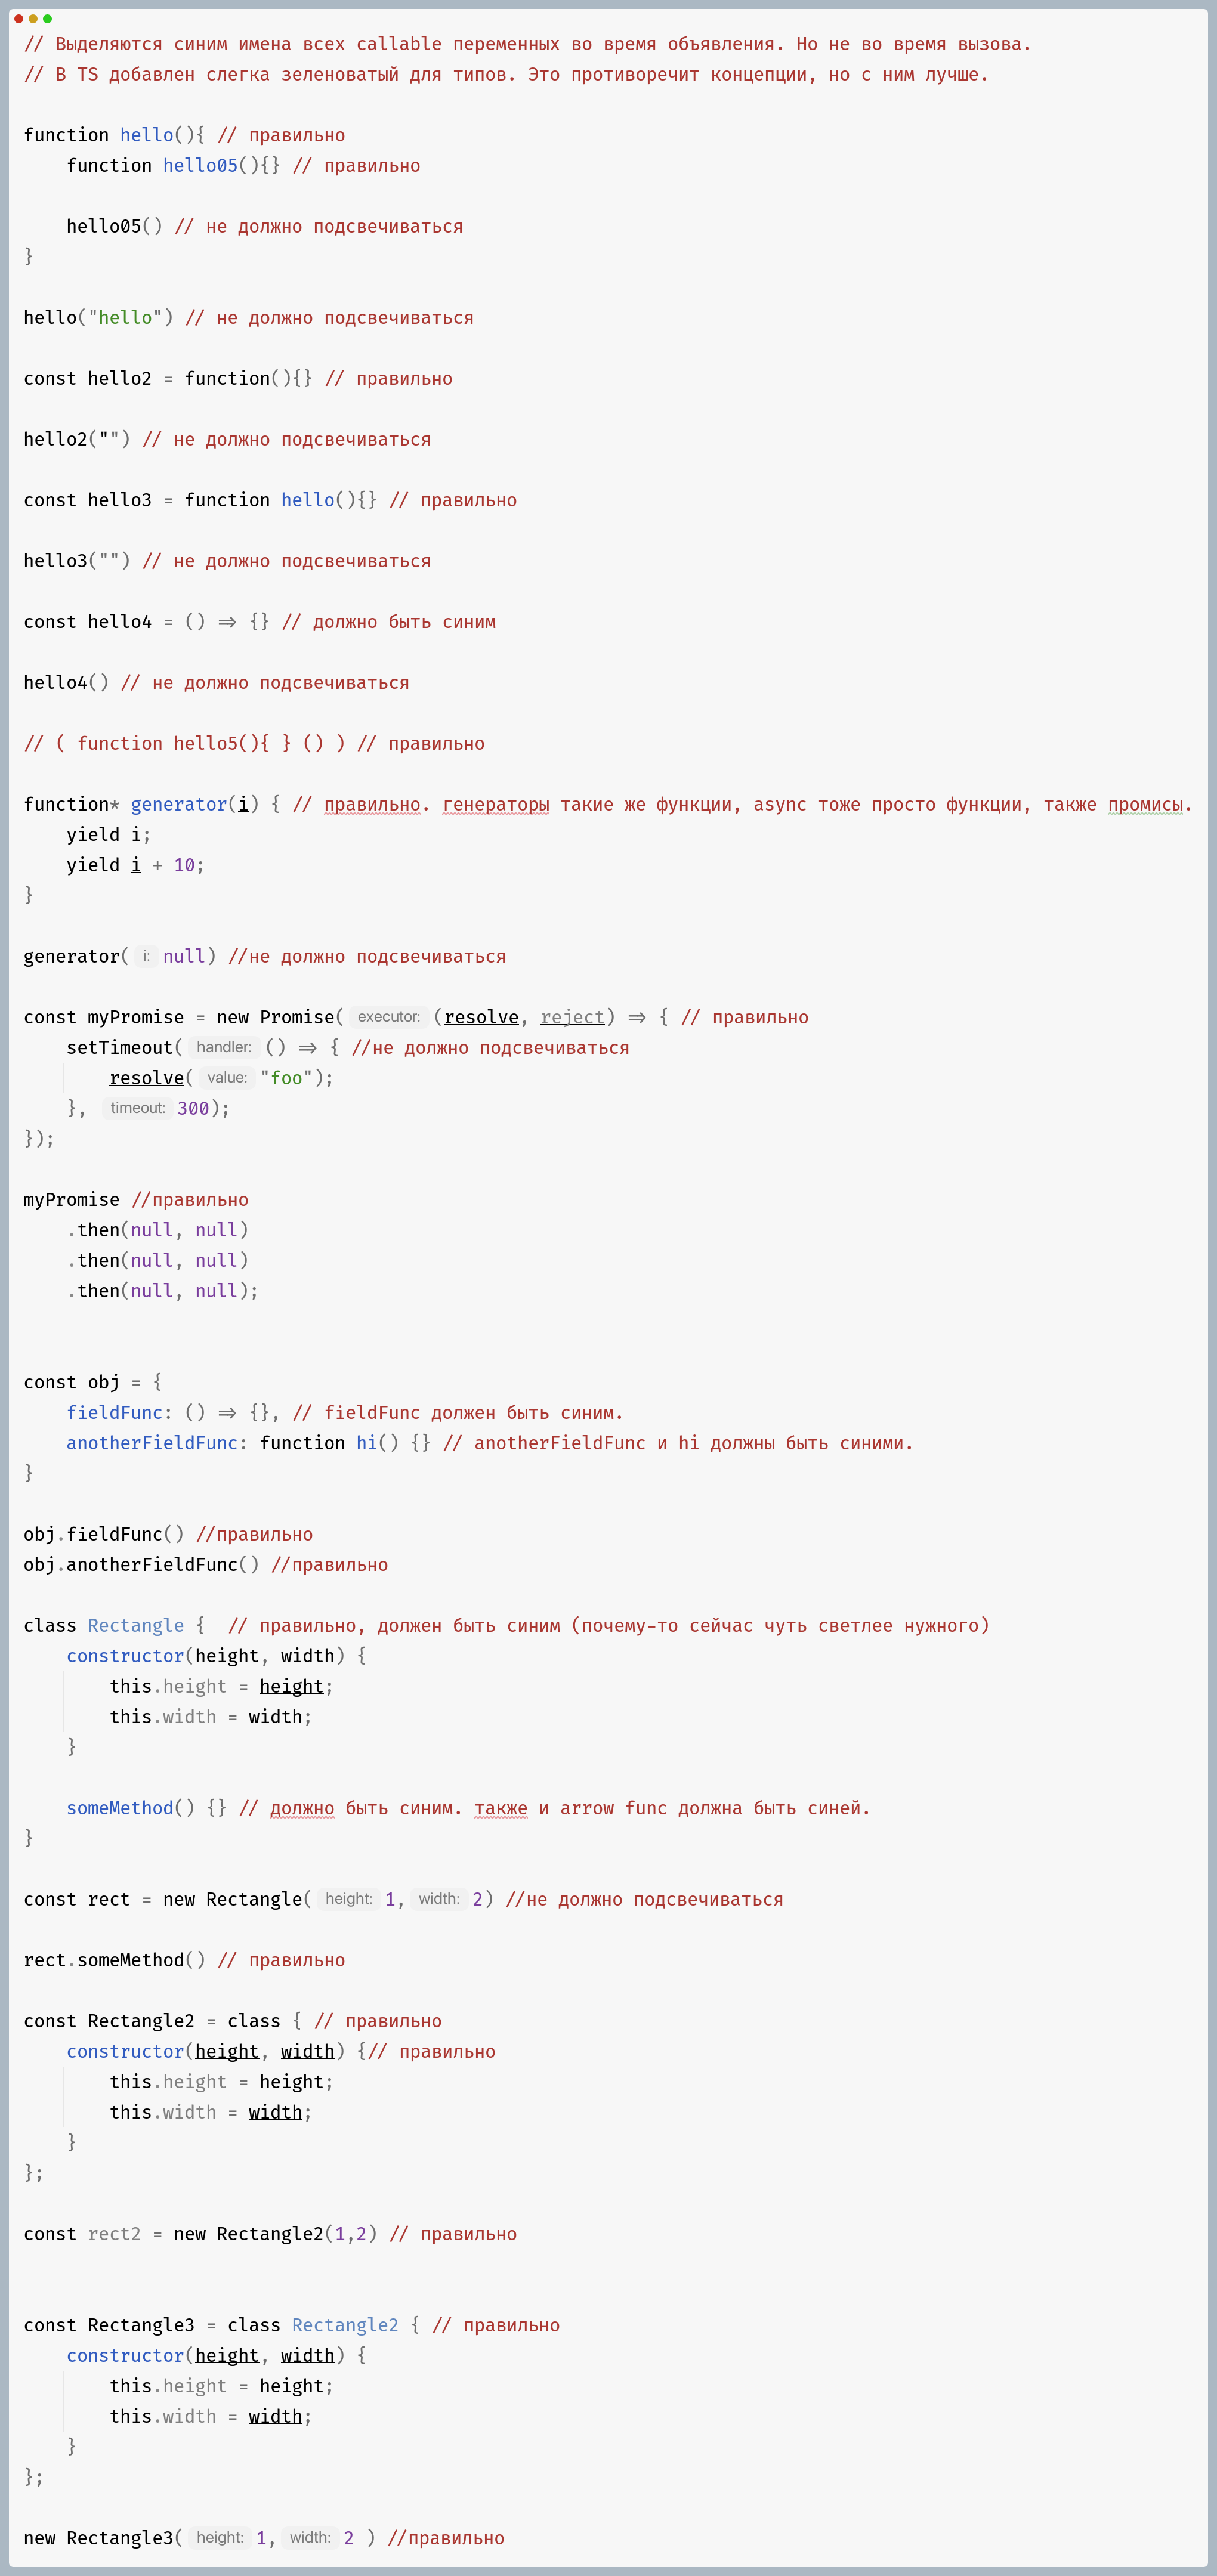 // Выделяются синим имена всех callable переменных во время объявления. Но не во время вызова.
// В TS добавлен слегка зеленоватый для типов. Это противоречит концепции, но с ним лучше.
function hello(){ // правильно
    function hello05(){} // правильно
    hello05() // не должно подсвечиваться
}
hello("hello") // не должно подсвечиваться
const hello2 = function(){} // правильно
hello2("") // не должно подсвечиваться
const hello3 = function hello(){} // правильно
hello3("") // не должно подсвечиваться
const hello4 = () => {} // должно быть синим
hello4() // не должно подсвечиваться
// ( function hello5(){ } () ) // правильно
function* generator(i) { // правильно. генераторы такие же функции, async тоже просто функции, также промисы.
    yield i;
    yield i + 10;
}
generator( i: null) //не должно подсвечиваться
const myPromise = new Promise( executor: (resolve, reject) => { // правильно
    setTimeout( handler: () => { //не должно подсвечиваться
        resolve( value: "foo");
    }, timeout: 300);
});
myPromise //правильно
    .then(null, null)
    .then(null, null)
    .then(null, null);
const obj = {
    fieldFunc: () => {}, // fieldFunc должен быть синим.
    anotherFieldFunc: function hi() {} // anotherFieldFunc и hi должны быть синими.
}
obj.fieldFunc() //правильно
obj.anotherFieldFunc() //правильно
class Rectangle {  // правильно, должен быть синим (почему-то сейчас чуть светлее нужного)
    constructor(height, width) {
        this.height = height;
        this.width = width;
    }
    someMethod() {} // должно быть синим. также и arrow func должна быть синей.
}
const rect = new Rectangle( height: 1, width: 2) //не должно подсвечиваться
rect.someMethod() // правильно
const Rectangle2 = class { // правильно
    constructor(height, width) {// правильно
        this.height = height;
        this.width = width;
    }
};
const rect2 = new Rectangle2(1,2) // правильно
const Rectangle3 = class Rectangle2 { // правильно
    constructor(height, width) {
        this.height = height;
        this.width = width;
    }
};
new Rectangle3( height: 1, width: 2 ) //правильно